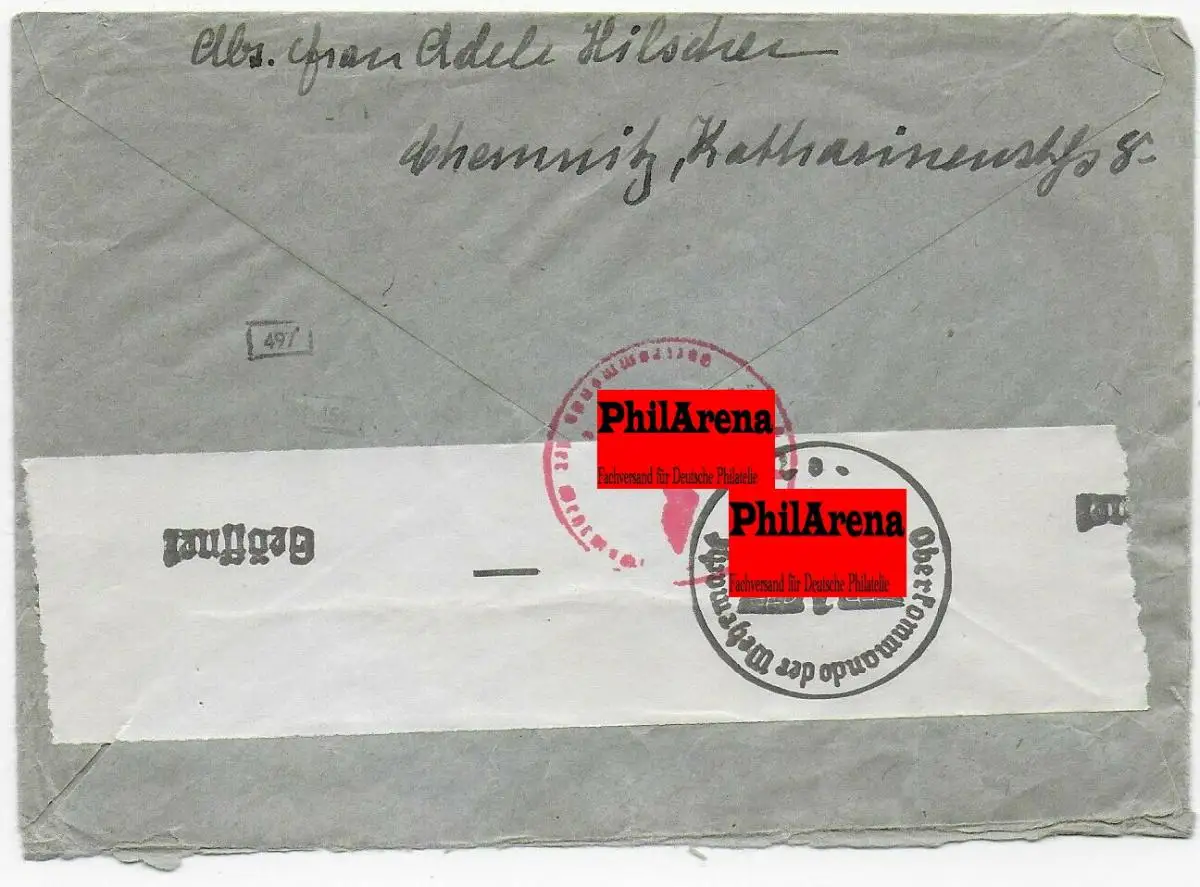 Abs. Frau Adele Hilscher
Chemnitz, Katharinenstr. 8
497
PhilArena
Fachversand für Deutsche Philatelie
PhilArena
Fachversand für Deutsche Philatelie
Geöffnet
Oberkommando der Wehrmacht